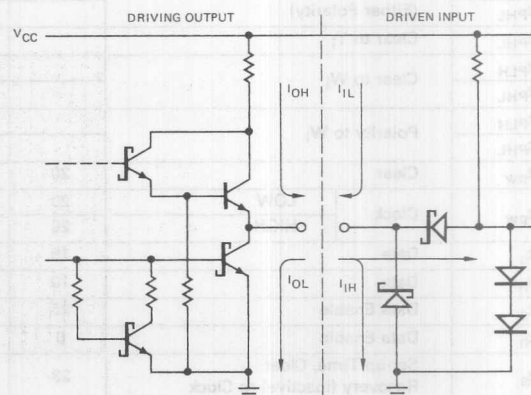 DRIVING OUTPUT
DRIVEN INPUT
VCC
IOH
IIL
IOL
IIH